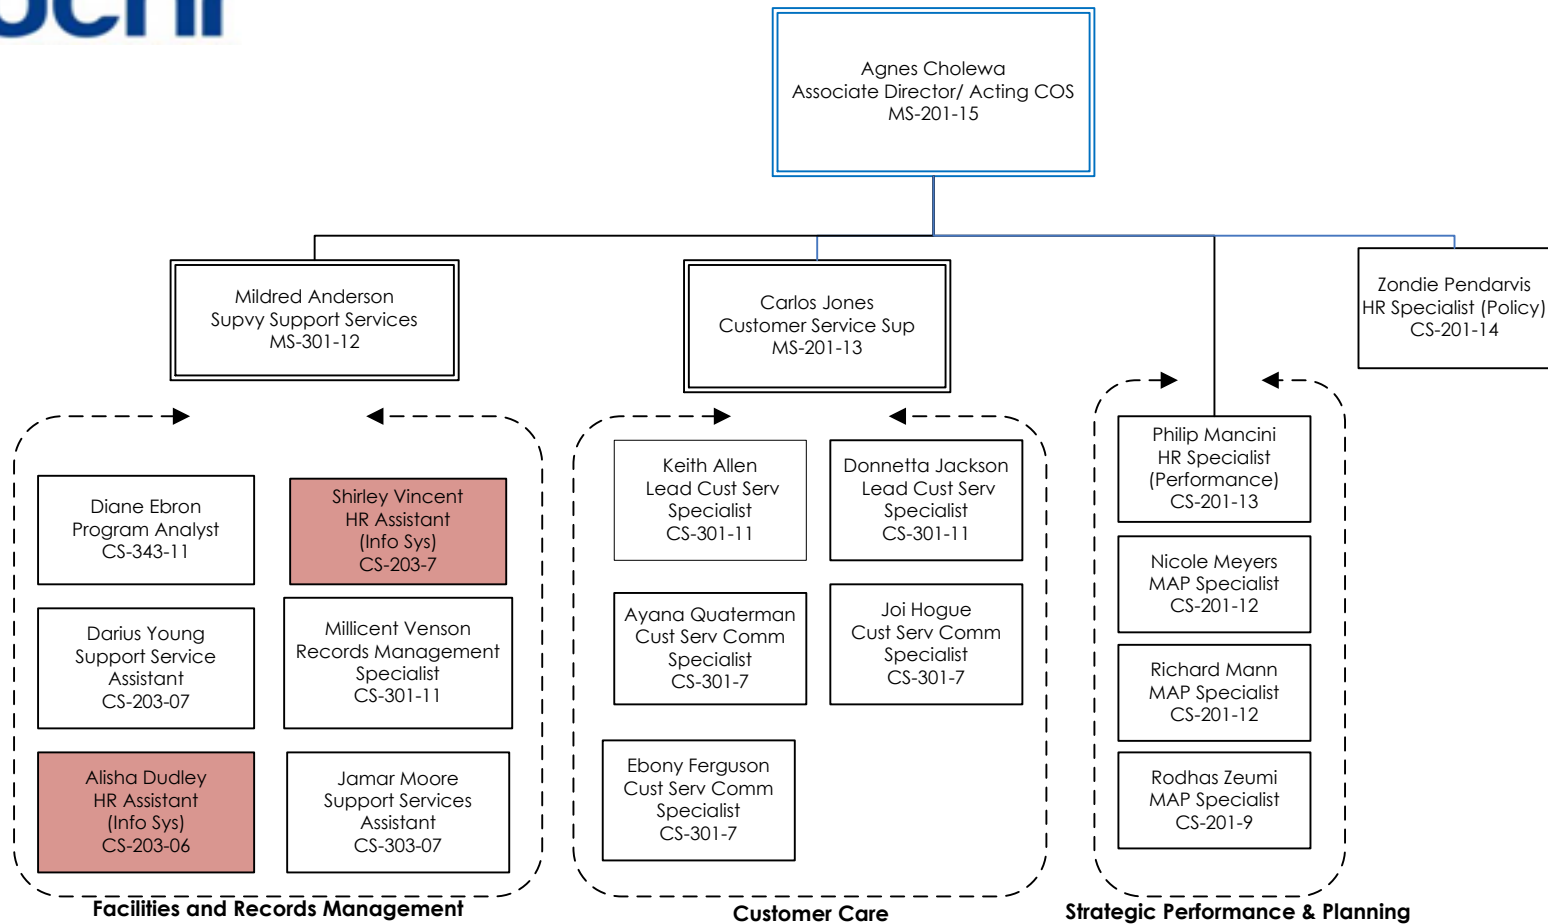 Agnes Cholewa
Associate Director/ Acting COS
MS-201-15
Mildred Anderson
Supvy Support Services
MS-301-12
Carlos Jones
Customer Service Sup
MS-201-13
Zondie Pendarvis
HR Specialist (Policy)
CS-201-14
Diane Ebron
Program Analyst
CS-343-11
Shirley Vincent
HR Assistant
(Info Sys)
CS-203-7
Darius Young
Support Service
Assistant
CS-203-07
Millicent Venson
Records Management
Specialist
CS-301-11
Alisha Dudley
HR Assistant
(Info Sys)
CS-203-06
Jamar Moore
Support Services
Assistant
CS-303-07
Facilities and Records Management
Keith Allen
Lead Cust Serv
Specialist
CS-301-11
Donnetta Jackson
Lead Cust Serv
Specialist
CS-301-11
Ayana Quaterman
Cust Serv Comm
Specialist
CS-301-7
Joi Hogue
Cust Serv Comm
Specialist
CS-301-7
Ebony Ferguson
Cust Serv Comm
Specialist
CS-301-7
Customer Care
Philip Mancini
HR Specialist
(Performance)
CS-201-13
Nicole Meyers
MAP Specialist
CS-201-12
Richard Mann
MAP Specialist
CS-201-12
Rodhas Zeumi
MAP Specialist
CS-201-9
Strategic Performance & Planning